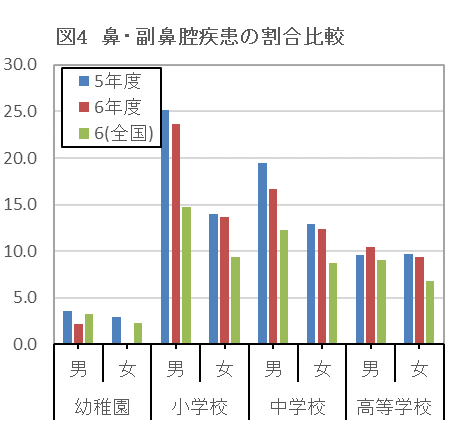 図4 鼻・副鼻腔疾患の割合比較
30.0
25.0
20.0
15.0
10.0
5.0
0.0
5年度
6年度
6(全国)
男 女 男 女 男 女 男 女
幼稚園 小学校 中学校 高等学校